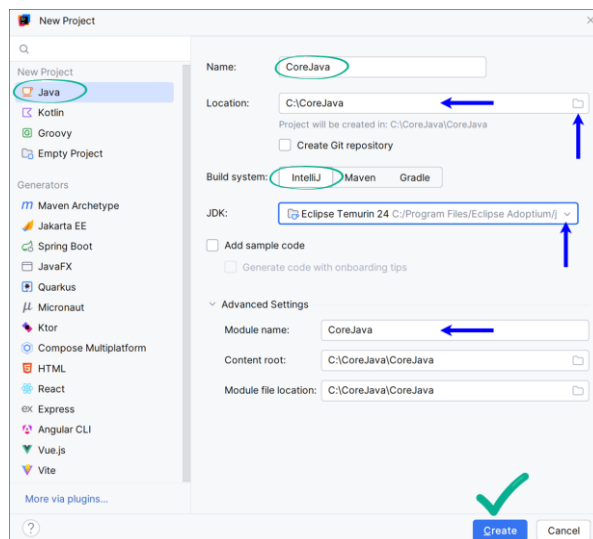 New Project
New Project
Java
Kotlin
Groovy
Empty Project
Generators
Maven Archetype
Jakarta EE
Spring Boot
JavaFX
Quarkus
Micronaut
Ktor
Compose Multiplatform
HTML
React
ex Express
Angular CLI
Vue.js
Vite
More via plugins...
?
Name: CoreJava
Location: C:\CoreJava
Project will be created in: C:\CoreJava\CoreJava
Create Git repository
Build system: IntelliJ Maven Gradle
JDK: Eclipse Temurin 24 C:/Program Files/Eclipse Adoptium/j
Add sample code
Generate code with onboarding tips
Advanced Settings
Module name: CoreJava
Content root: C:\CoreJava\CoreJava
Module file location: C:\CoreJava\CoreJava
Create Cancel